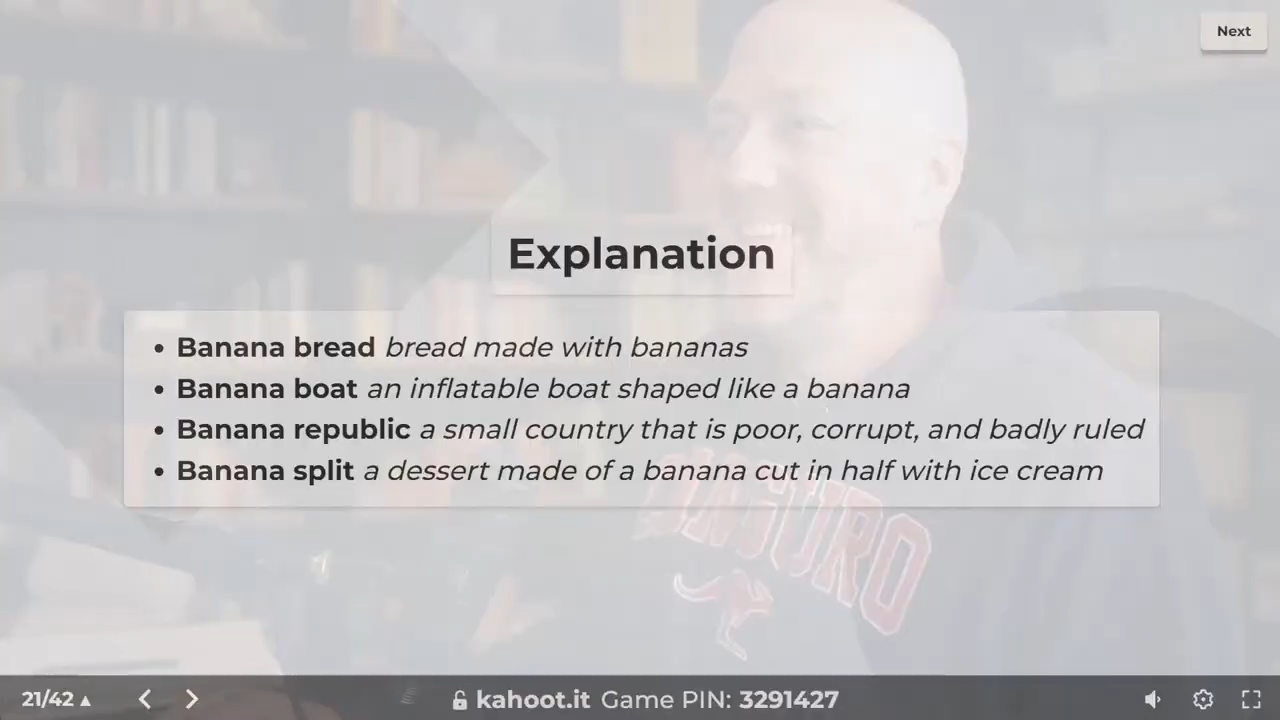 Next
Explanation
• Banana bread bread made with bananas
• Banana boat an inflatable boat shaped like a banana
• Banana republic a small country that is poor, corrupt, and badly ruled
• Banana split a dessert made of a banana cut in half with ice cream
21/42 ▲
kahoot.it Game PIN: 3291427